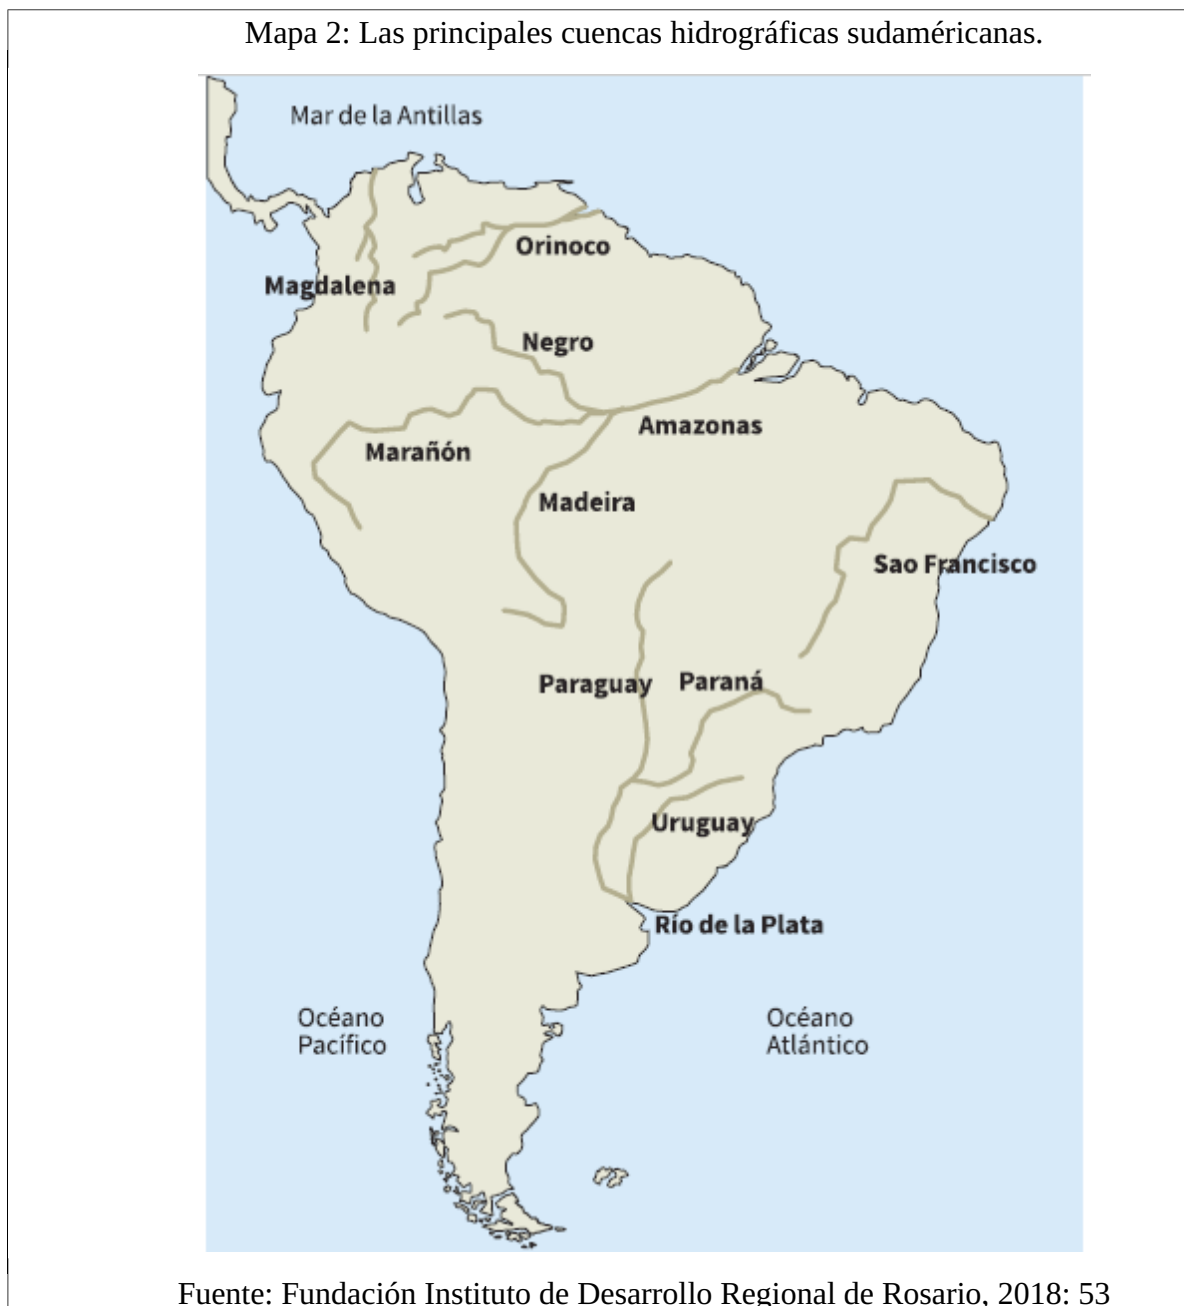 Mapa 2: Las principales cuencas hidrográficas sudaméricanas.
Mar de la Antillas
Orinoco
Magdalena
Negro
Amazonas
Marañón
Madeira
Sao Francisco
Paraguay
Paraná
Uruguay
Río de la Plata
Océano
Pacífico
Océano
Atlántico
Fuente: Fundación Instituto de Desarrollo Regional de Rosario, 2018: 53